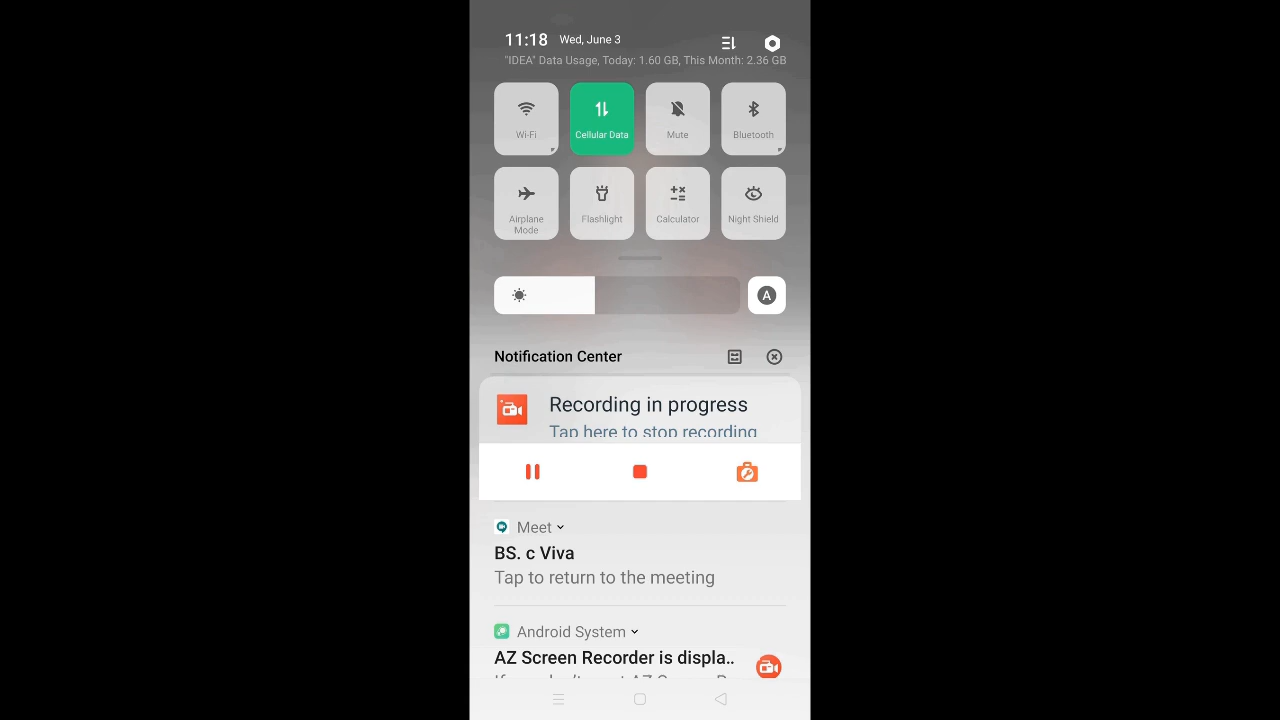 11:18 Wed, June 3
"IDEA" Data Usage, Today: 1.60 GB, This Month: 2.36 GB
Wi-Fi
Cellular Data
Mute
Bluetooth
Airplane
Mode
Flashlight
Calculator
Night Shield
A
Notification Center
Recording in progress
Tap here to stop recording
Meet
BS. c Viva
Tap to return to the meeting
Android System
AZ Screen Recorder is displa..